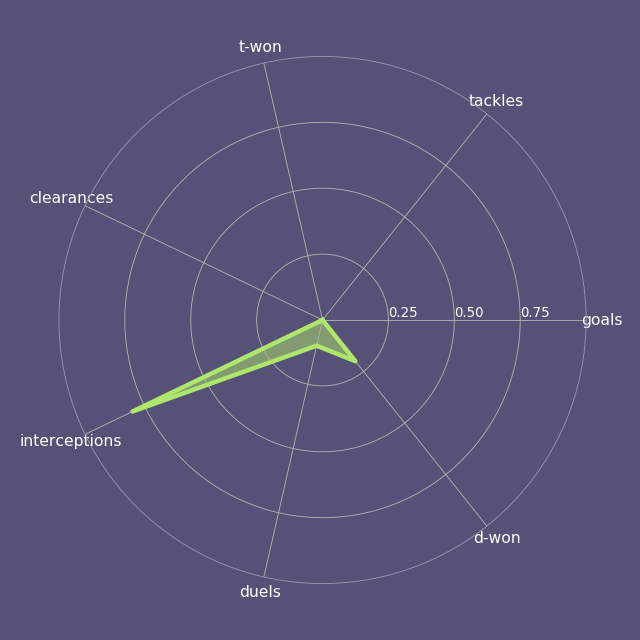 t-won
tackles
clearances
0.25 0.50 0.75
goals
interceptions
d-won
duels